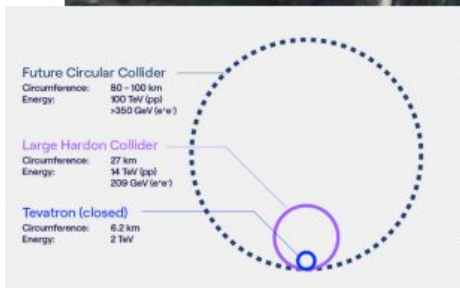 Future Circular Collider
Circumference: 80 - 100 km
Energy: 100 TeV (pp)
>350 GeV (e⁺e⁻)
Large Hardon Collider
Circumference: 27 km
Energy: 14 TeV (pp)
209 GeV (e⁺e⁻)
Tevatron (closed)
Circumference: 6.2 km
Energy: 2 TeV